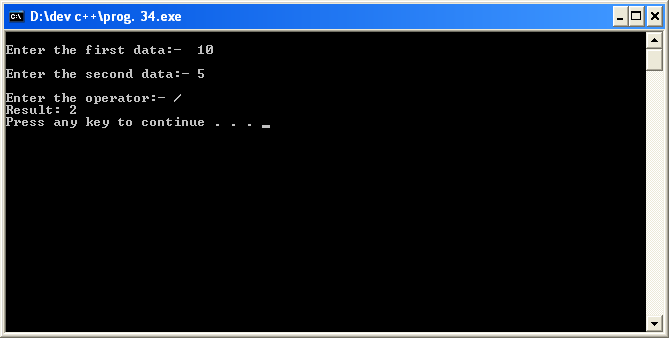 D:\dev c++\prog. 34.exe
Enter the first data:-  10
Enter the second data:- 5
Enter the operator:- /
Result: 2
Press any key to continue . . . _